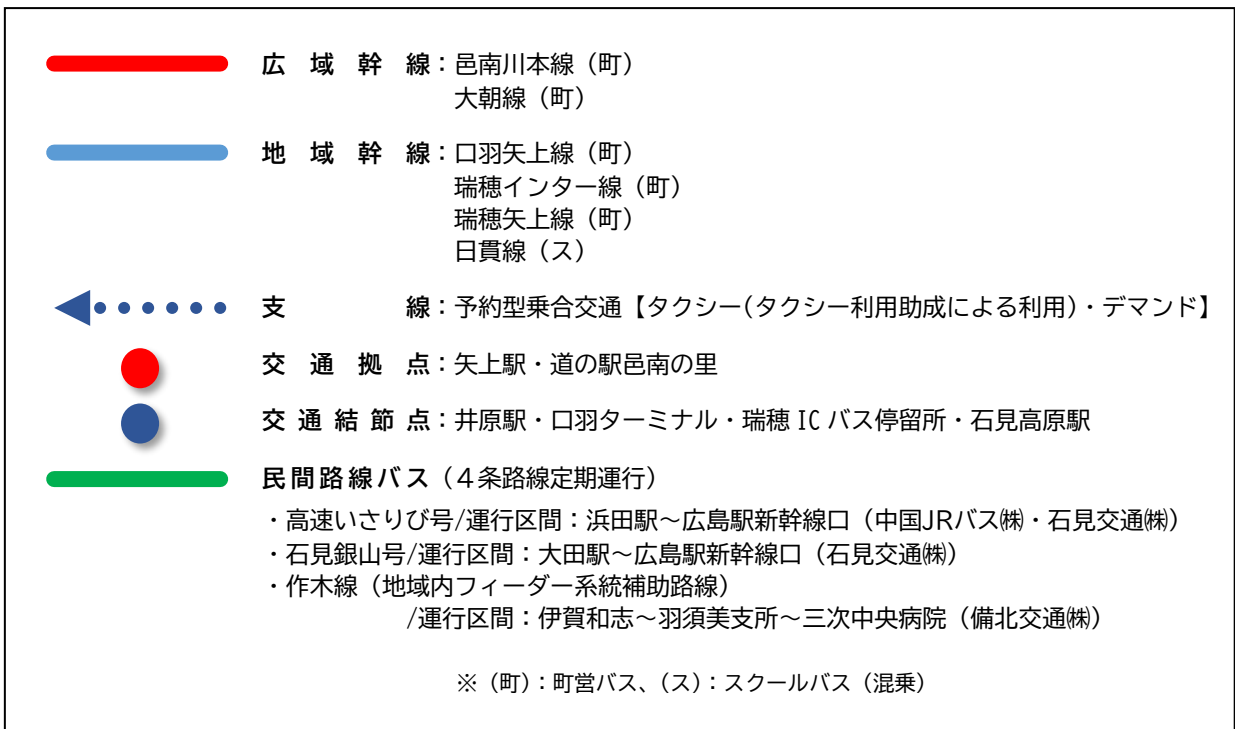 広域幹線：邑南川本線（町）
大朝線（町）
地域幹線：口羽矢上線（町）
瑞穂インター線（町）
瑞穂矢上線（町）
日貫線（ス）
支線：予約型乗合交通【タクシー(タクシー利用助成による利用)・デマンド】
交通拠点：矢上駅・道の駅邑南の里
交通結節点：井原駅・口羽ターミナル・瑞穂 IC バス停留所・石見高原駅
民間路線バス（４条路線定期運行）
・高速いさりび号/運行区間：浜田駅～広島駅新幹線口（中国JRバス㈱・石見交通㈱）
・石見銀山号/運行区間：大田駅～広島駅新幹線口（石見交通㈱）
・作木線（地域内フィーダー系統補助路線）
/運行区間：伊賀和志～羽須美支所～三次中央病院（備北交通㈱）
※（町）：町営バス、（ス）：スクールバス（混乗）